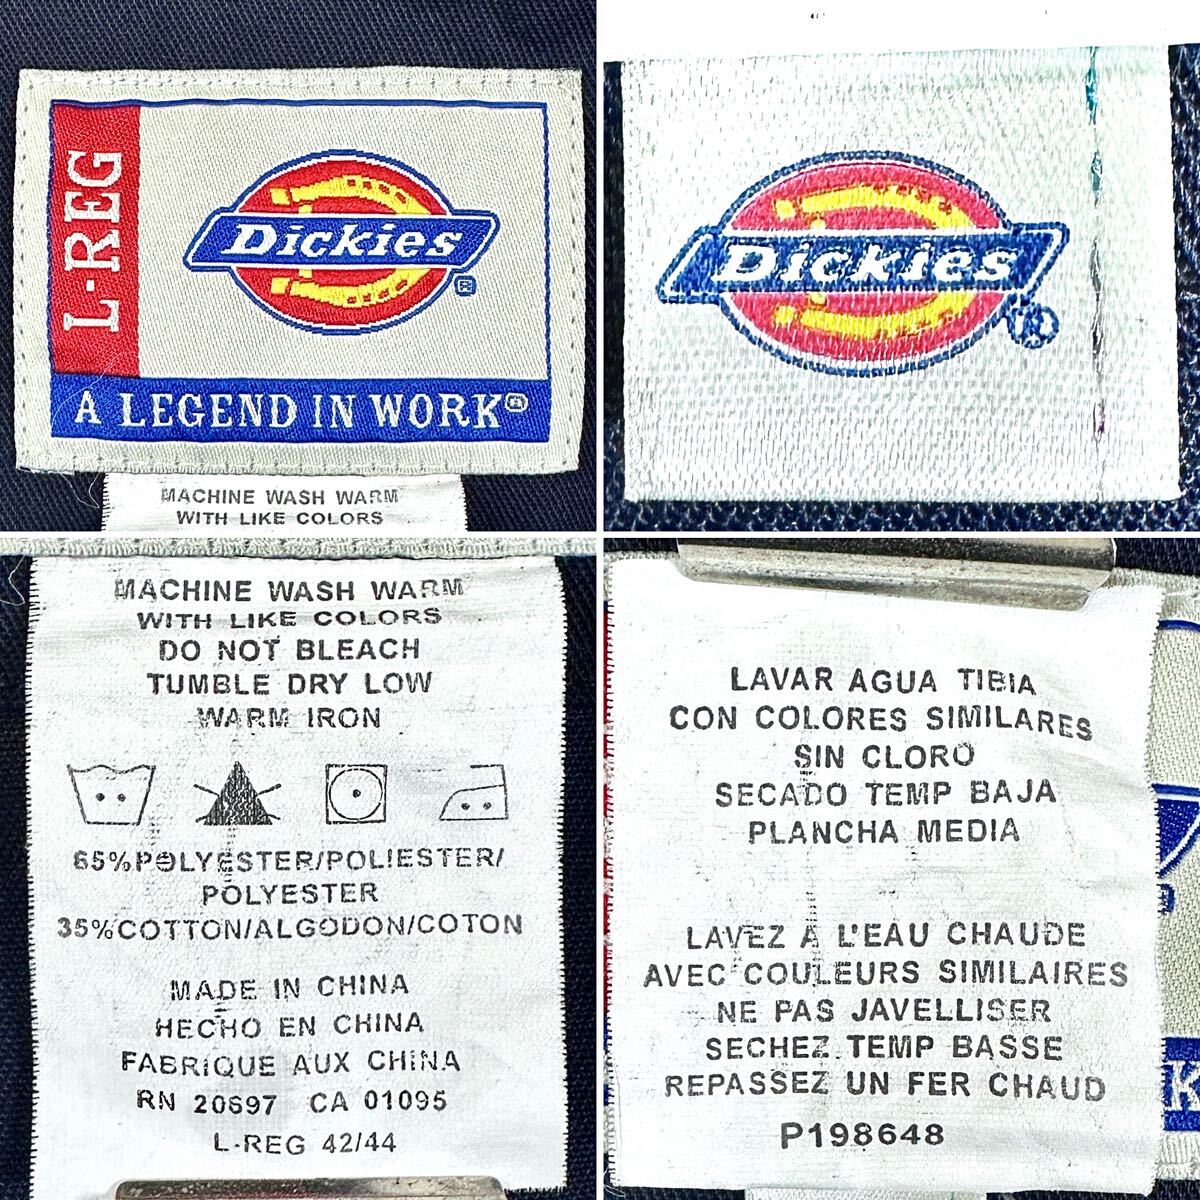 L-REG
Dickies
®
A LEGEND IN WORK®
MACHINE WASH WARM
WITH LIKE COLORS
Dickies
®
MACHINE WASH WARM
WITH LIKE COLORS
DO NOT BLEACH
TUMBLE DRY LOW
WARM IRON
65%POLYESTER/POLIESTER/
POLYESTER
35%COTTON/ALGODON/COTON
MADE IN CHINA
HECHO EN CHINA
FABRIQUE AUX CHINA
RN 20697 CA 01095
L-REG 42/44
LAVAR AGUA TIBIA
CON COLORES SIMILARES
SIN CLORO
SECADO TEMP BAJA
PLANCHA MEDIA
LAVEZ A L'EAU CHAUDE
AVEC COULEURS SIMILAIRES
NE PAS JAVELLISER
SECHEZ TEMP BASSE
REPASSEZ UN FER CHAUD
P198648
K